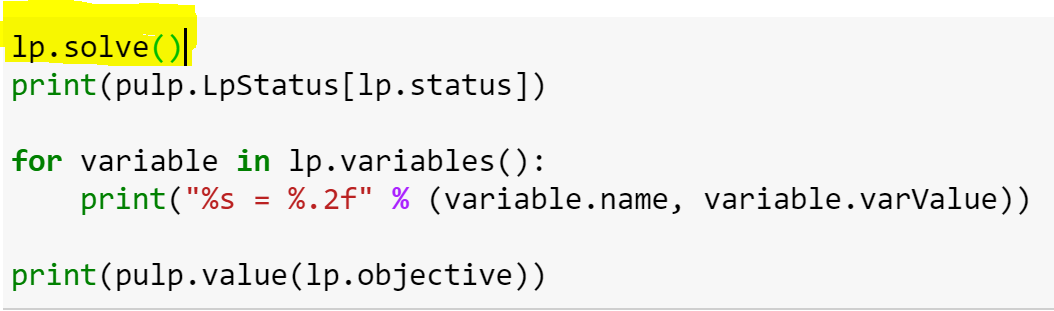 lp.solve()
print(pulp.LpStatus[lp.status])
for variable in lp.variables():
    print("%s = %.2f" % (variable.name, variable.varValue))
print(pulp.value(lp.objective))